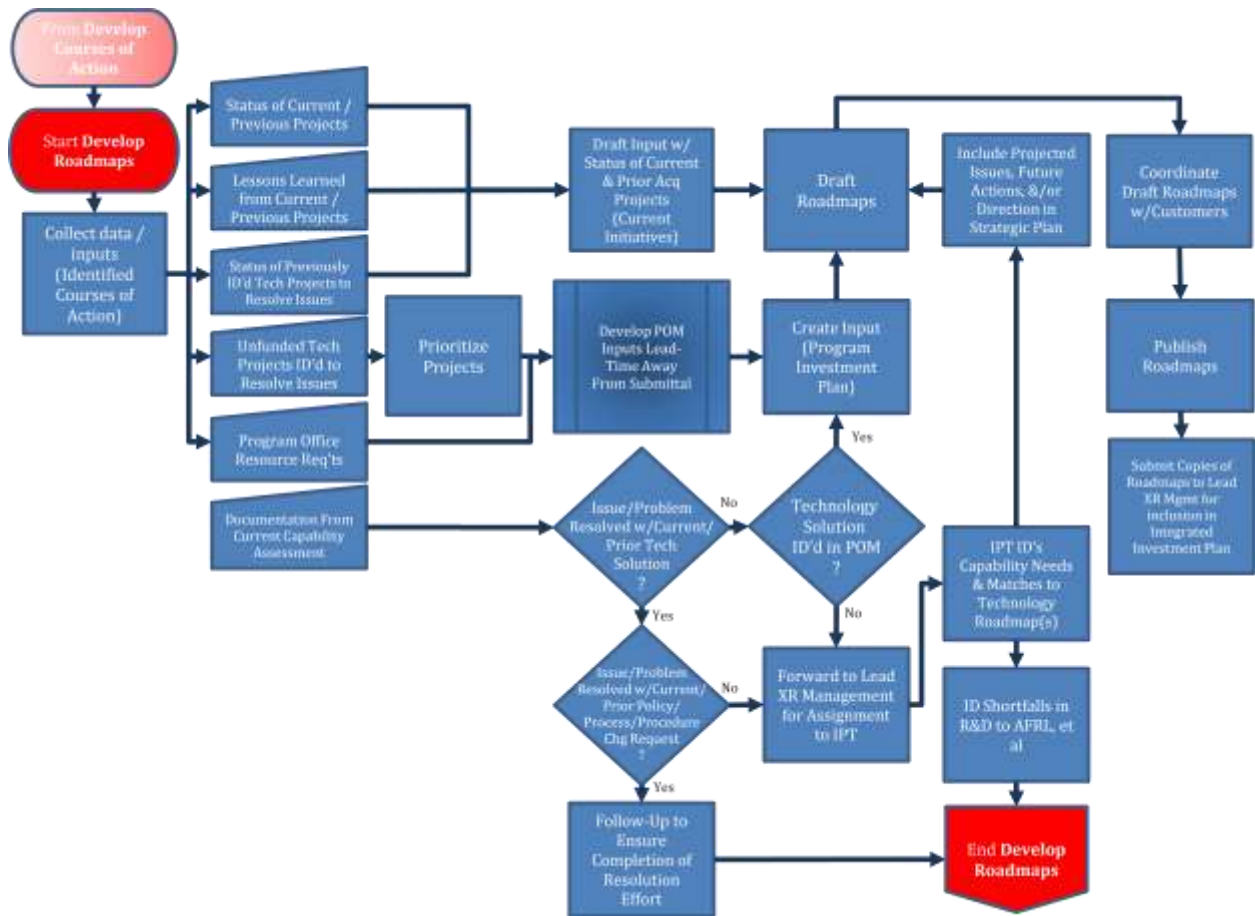 From Develop
Courses of
Action
Start Develop
Roadmaps
Collect data /
inputs
(Identified
Courses of
Action)
Status of Current /
Previous Projects
Lessons Learned
from Current /
Previous Projects
Status of Previously
ID'd Tech Projects to
Resolve Issues
Unfunded Tech
Projects ID'd to
Resolve Issues
Program Office
Resource Req'ts
Documentation From
Current Capability
Assessment
Prioritize
Projects
Draft Input w/
Status of Current
& Prior Acq
Projects
(Current
Initiatives)
Develop POM
Inputs Lead-
Time Away
From Submittal
Draft
Roadmaps
Create Input
(Program
Investment
Plan)
Include Projected
Issues, Future
Actions, &/or
Direction in
Strategic Plan
Coordinate
Draft Roadmaps
w/Customers
Publish
Roadmaps
Submit Copies of
Roadmaps to Lead
XR Mgmt for
inclusion in
Integrated
Investment Plan
Issue/Problem
Resolved w/Current/
Prior Tech
Solution
?
No
Yes
Technology
Solution
ID'd in POM
?
Yes
No
Issue/Problem
Resolved w/Current/
Prior Policy/
Process/Procedure
Chg Request
?
No
Yes
Forward to Lead
XR Management
for Assignment
to IPT
IPT ID's
Capability Needs
& Matches to
Technology
Roadmap(s)
ID Shortfalls in
R&D to AFRL, et
al
Follow-Up to
Ensure
Completion of
Resolution
Effort
End Develop
Roadmaps